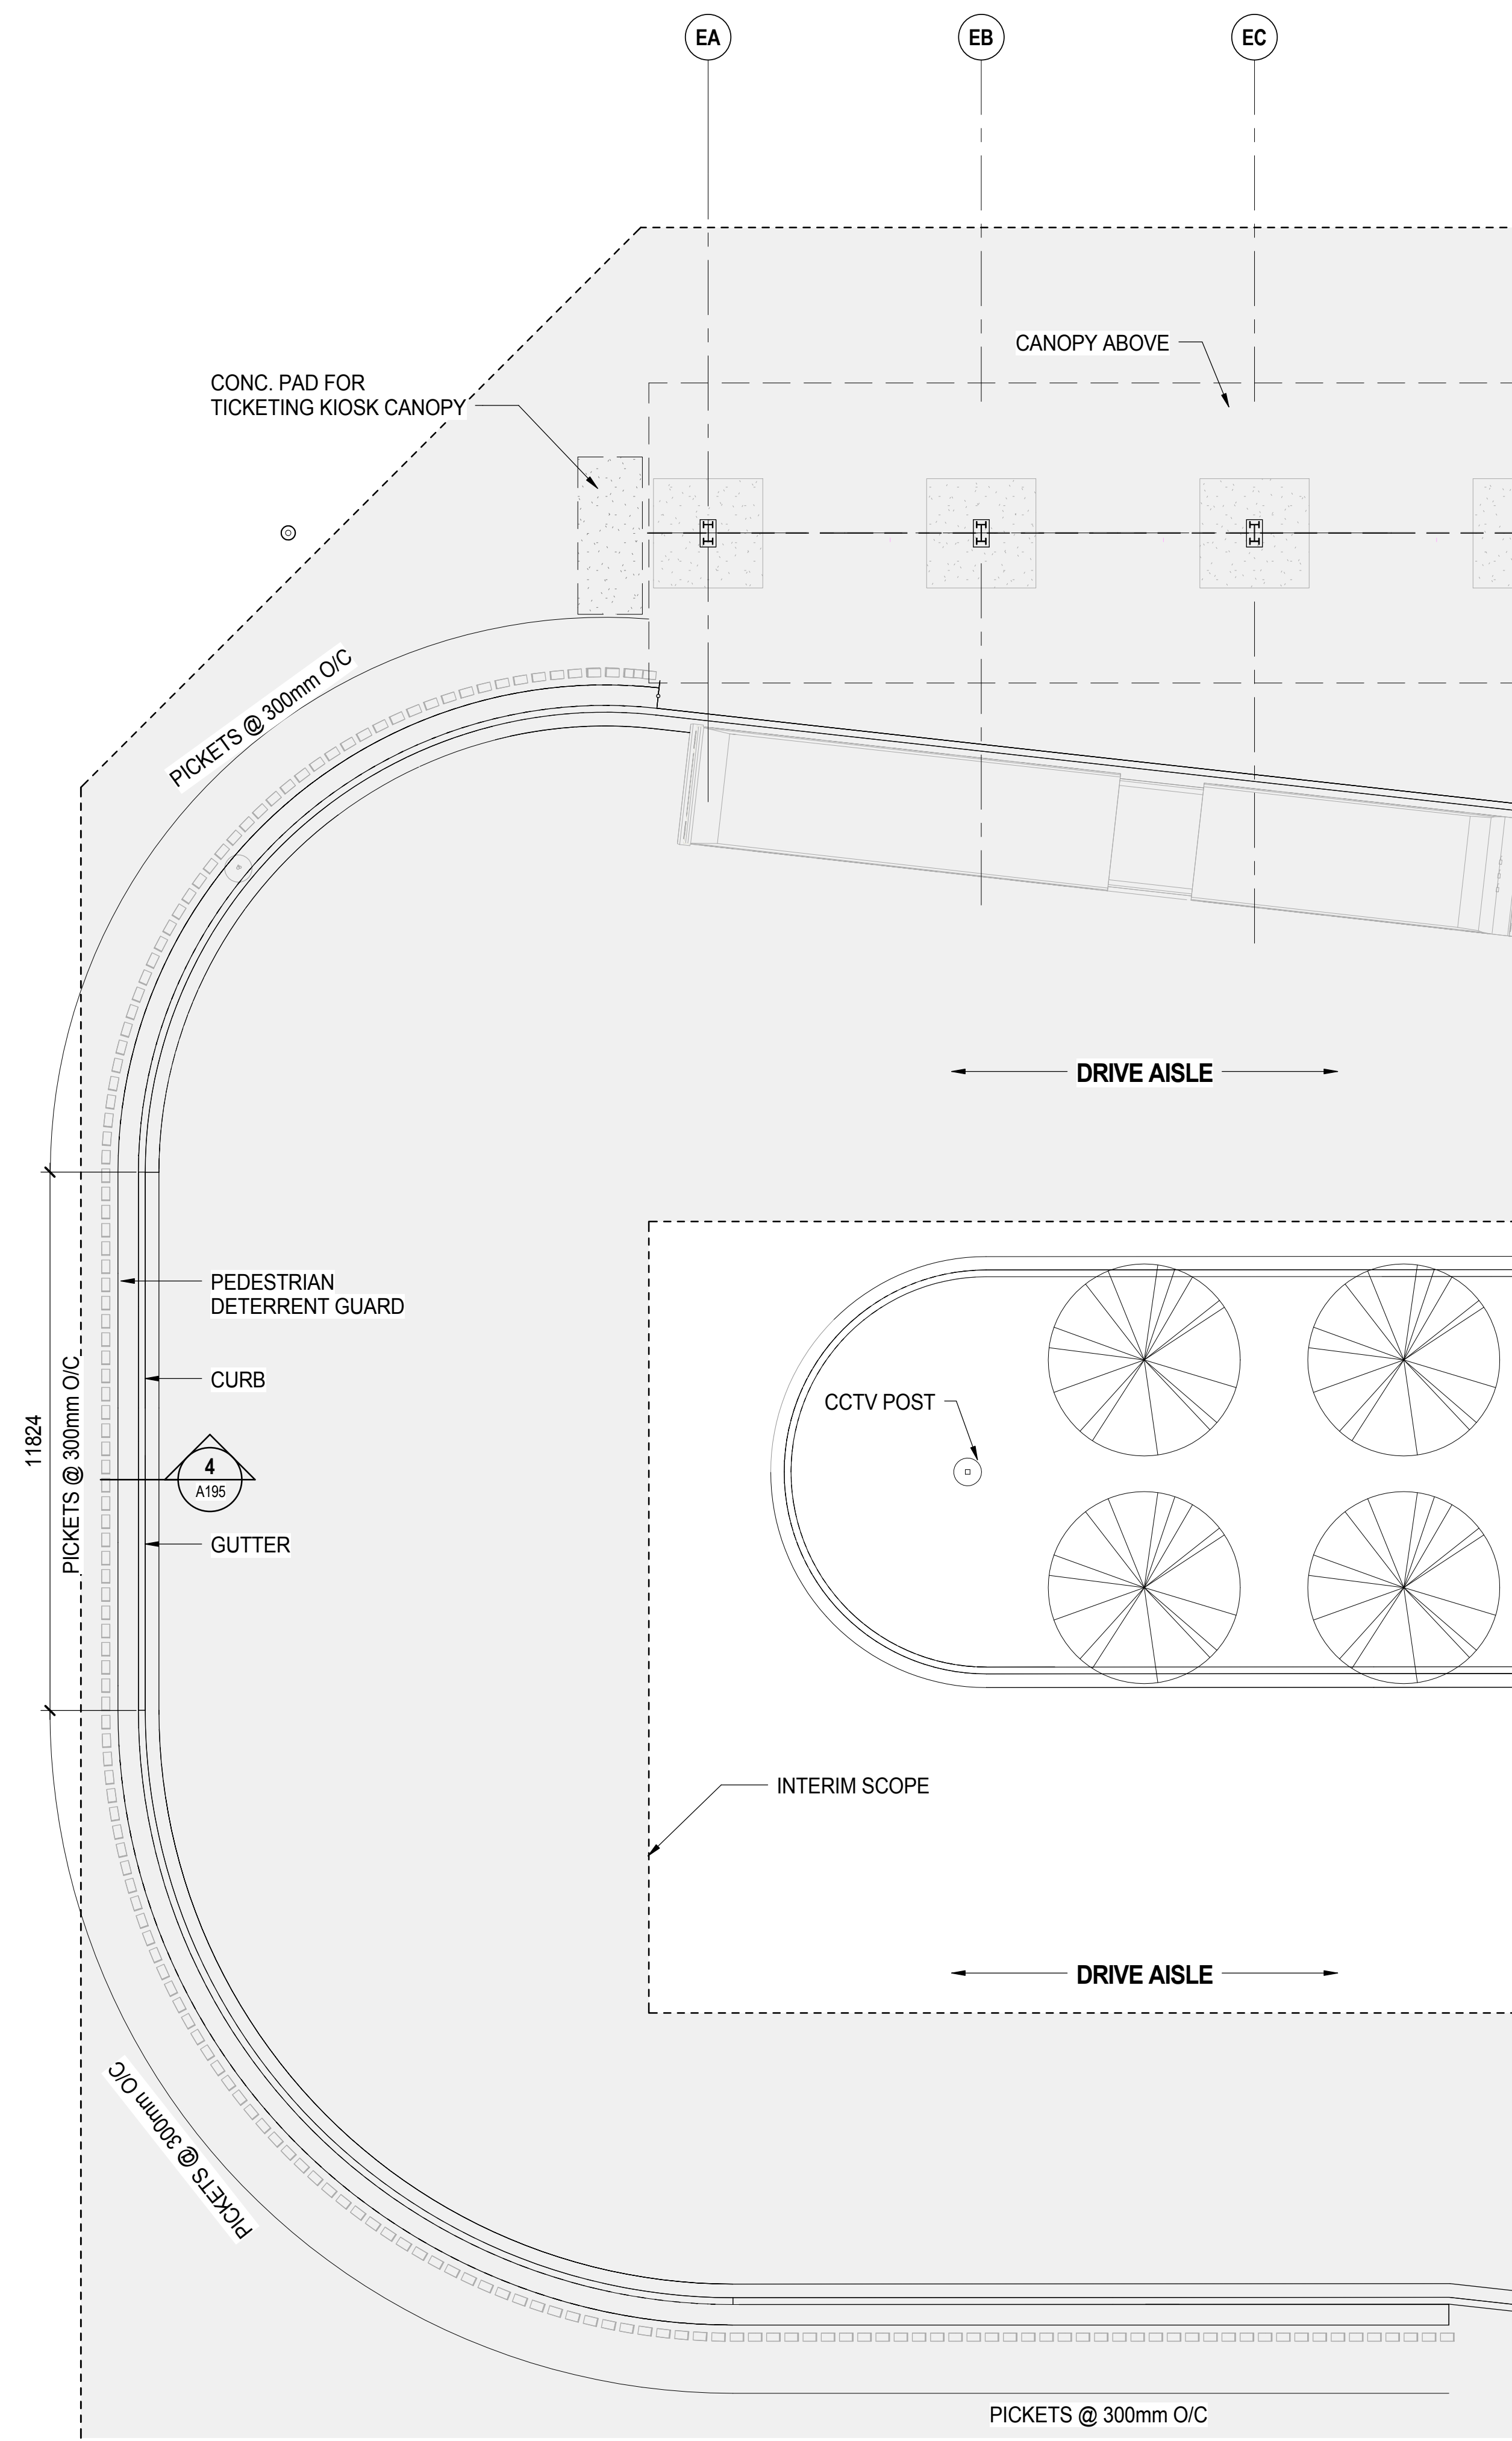 EA
EB
EC
CANOPY ABOVE
CONC. PAD FOR
TICKETING KIOSK CANOPY
PICKETS @ 300mm O/C
DRIVE AISLE
PEDESTRIAN
DETERRENT GUARD
CURB
11824
PICKETS @ 300mm O/C
4
A195
GUTTER
CCTV POST
INTERIM SCOPE
DRIVE AISLE
PICKETS @ 300mm O/C
PICKETS @ 300mm O/C